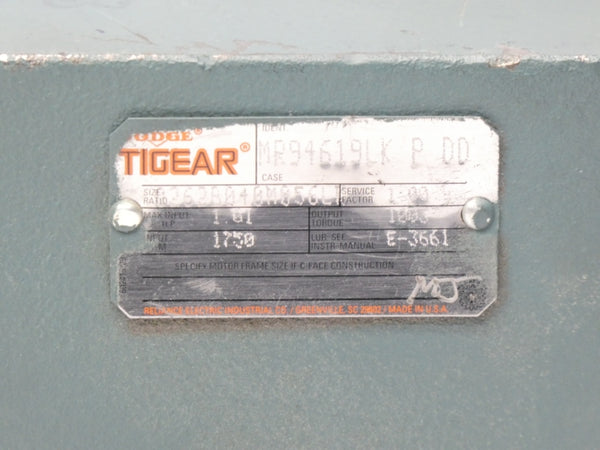 DODGE® IDENT.
TIGEAR® MR94619LK P DD
CASE
SIZE- RATIO SERVICE FACTOR
MAX INPUT H.P. 1.01 OUTPUT TORQUE 1003
INPUT R.P.M 1750 LUB-SEE INSTR-MANUAL E-3661
SPECIFY MOTOR FRAME SIZE IF C-FACE CONSTRUCTION
RELIANCE ELECTRIC INDUSTRIAL CO. / GREENVILLE, SC 29607 / MADE IN U.S.A.